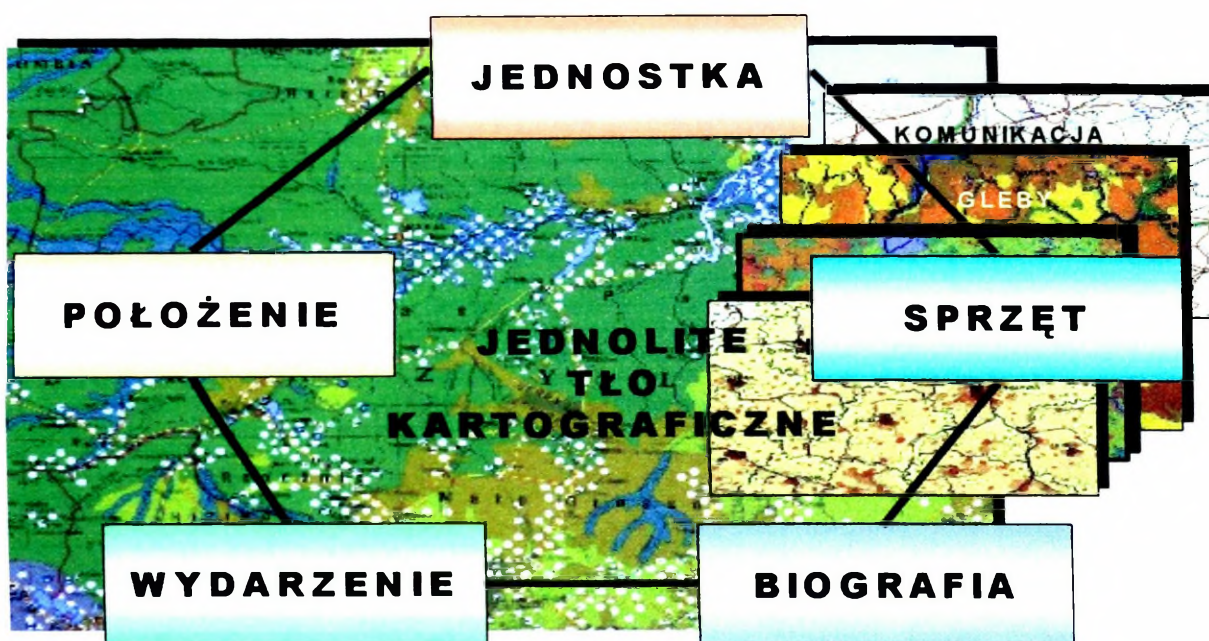 JEDNOSTKA
KOMUNIKACJA
GLEBY
POŁOŻENIE
SPRZĘT
JEDNOLITE
TŁO
KARTOGRAFICZNE
WYDARZENIE
BIOGRAFIA